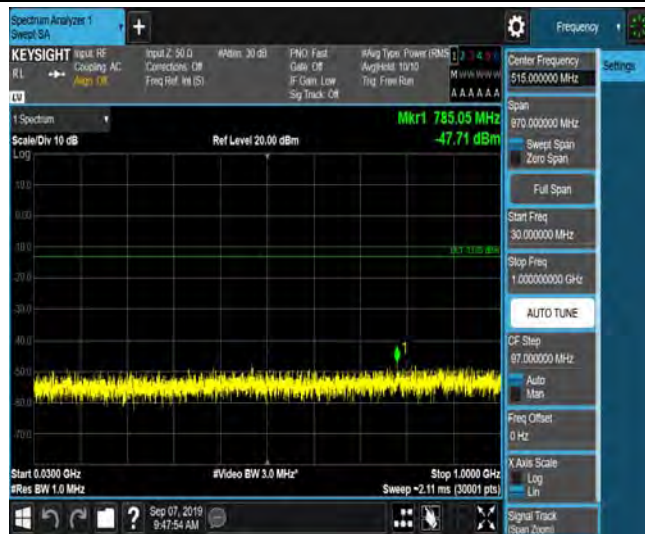 Spectrum Analyzer 1
Swept SA
+
Frequency
KEYSIGHT
RL
LV
Input: RF
Coupling: AC
Align: Off
Input Z: 50 Ω
Corrections: Off
Freq Ref: Int (S)
#Atten: 30 dB
PNO: Fast
Gate: Off
IF Gain: Low
Sig Track: Off
#Avg Type: Power (RMS
Avg|Hold: 10/10
Trig: Free Run
1 2 3 4 5 6
M W W W W W
A A A A A A
1 Spectrum
Scale/Div 10 dB
Log
Ref Level 20.00 dBm
Mkr1 785.05 MHz
-47.71 dBm
10.0
0.00
-10.0
-20.0
-30.0
-40.0
-50.0
-60.0
-70.0
DL1 -13.00 dBm
1
Start 0.0300 GHz
#Res BW 1.0 MHz
#Video BW 3.0 MHz*
Stop 1.0000 GHz
Sweep ~2.11 ms (30001 pts)
Sep 07, 2019
9:47:54 AM
?
Center Frequency
515.000000 MHz
Settings
Span
970.000000 MHz
Swept Span
Zero Span
Full Span
Start Freq
30.000000 MHz
Stop Freq
1.000000000 GHz
AUTO TUNE
CF Step
97.000000 MHz
Auto
Man
Freq Offset
0 Hz
X Axis Scale
Log
Lin
Signal Track
(Span Zoom)